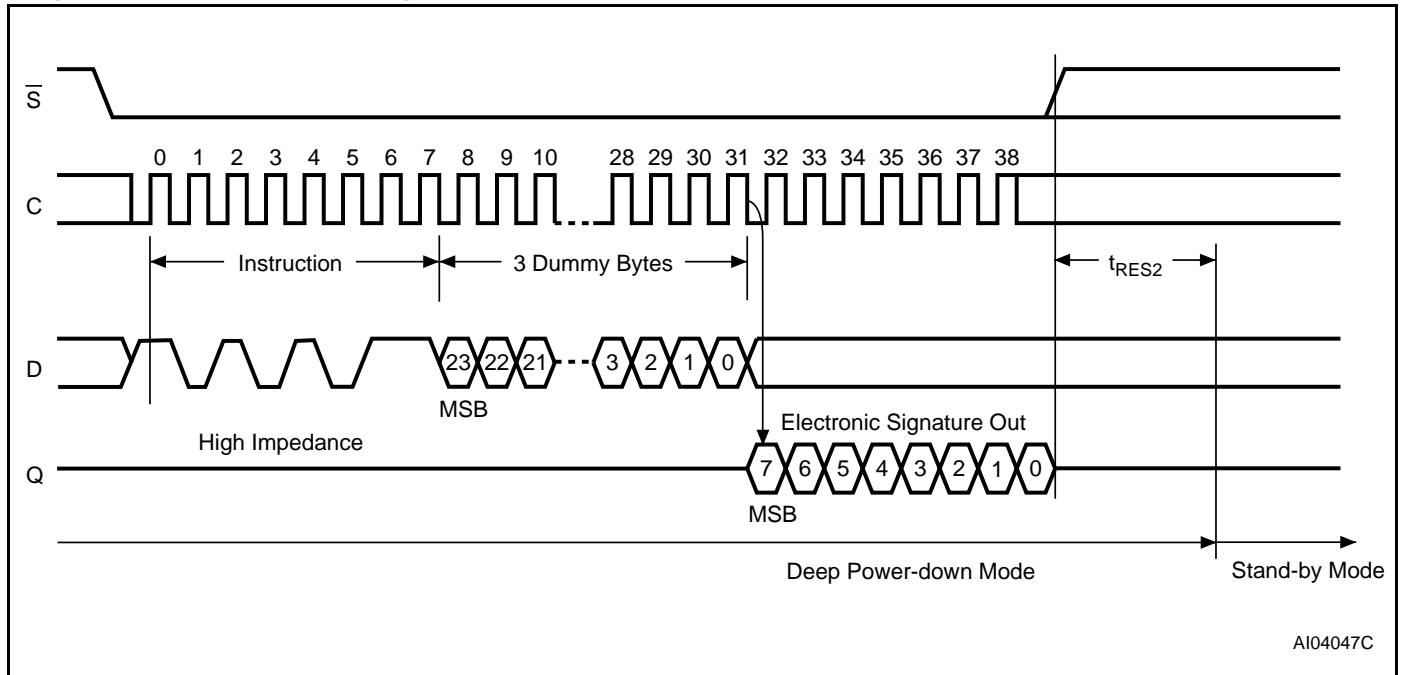 S̅
0 1 2 3 4 5 6 7 8 9 10 28 29 30 31 32 33 34 35 36 37 38
C
Instruction 3 Dummy Bytes tRES2
D 23 22 21 3 2 1 0
MSB
High Impedance Electronic Signature Out
Q 7 6 5 4 3 2 1 0
MSB
Deep Power-down Mode Stand-by Mode
AI04047C